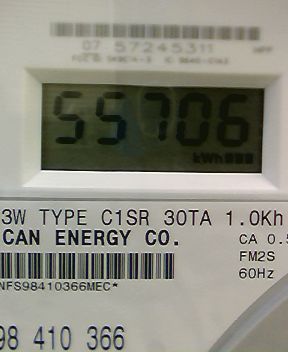 07 57245311
55706
kWh
3W TYPE C1SR 30TA 1.0Kh
CAN ENERGY CO.
CA 0.5
FM2S
60Hz
NFS98410366MEC*
98 410 366